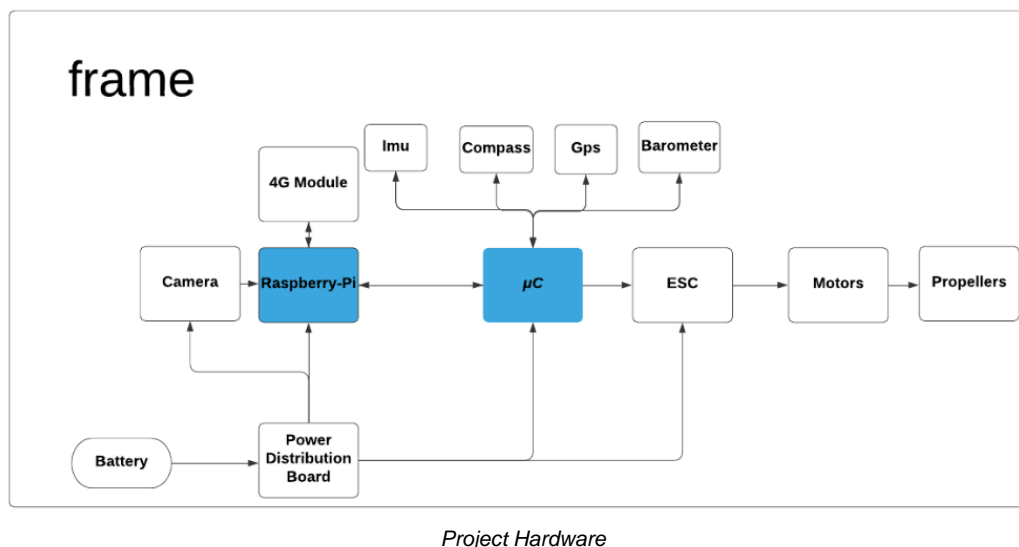 frame
Imu
Compass
Gps
Barometer
4G Module
Camera
Raspberry-Pi
µC
ESC
Motors
Propellers
Battery
Power
Distribution
Board
Project Hardware